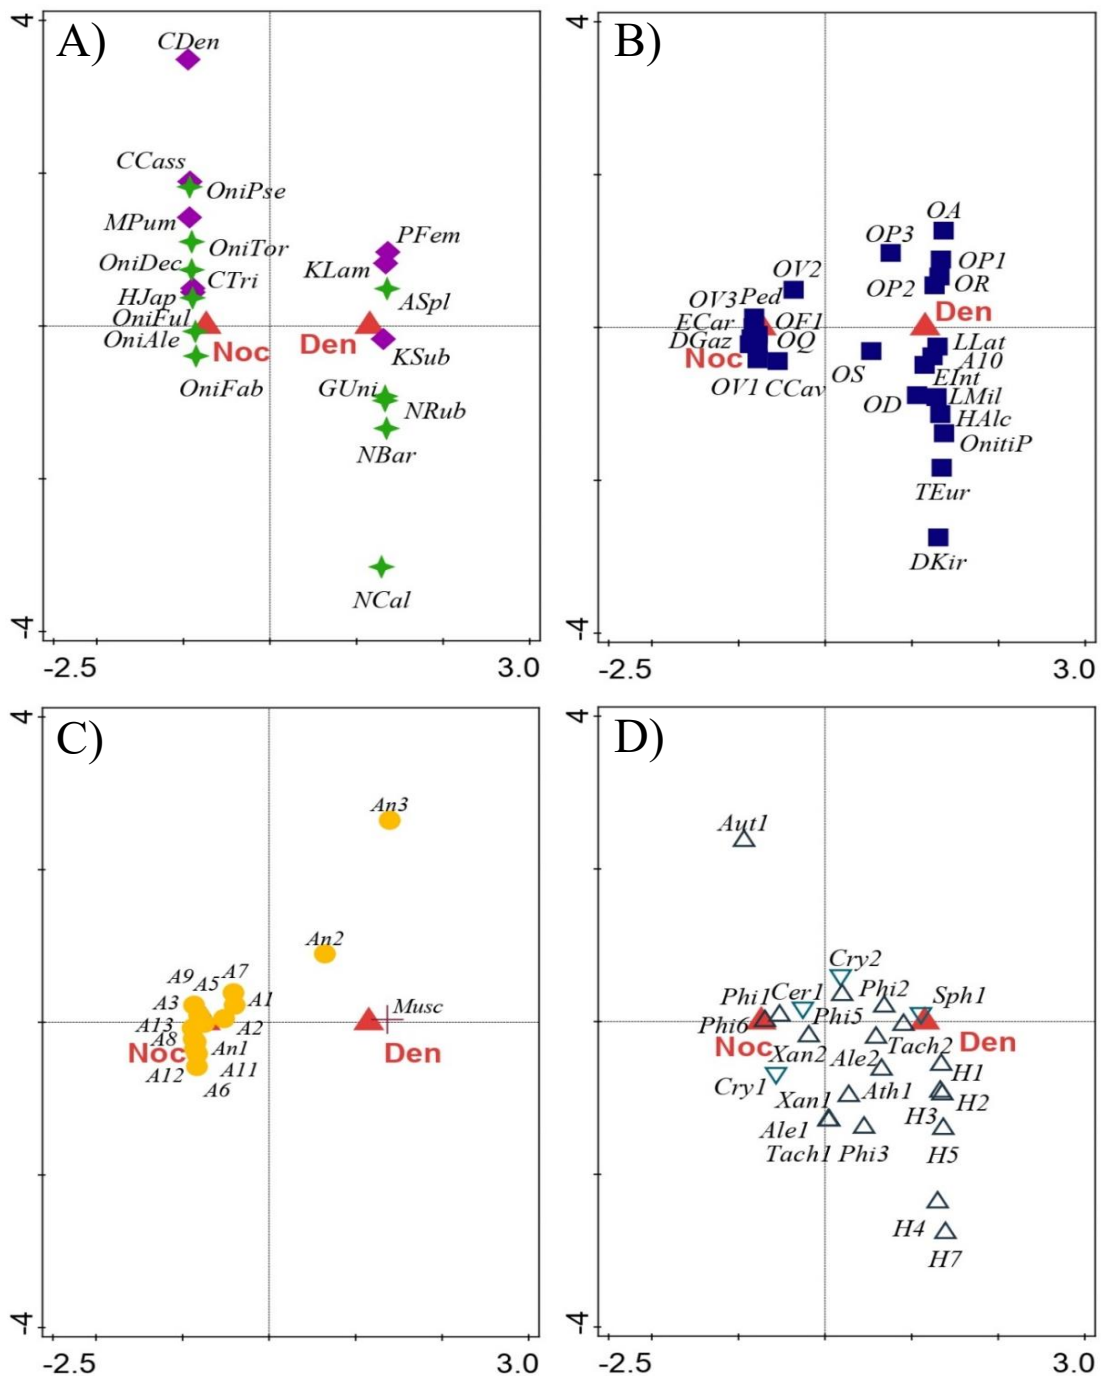 A)
4
CDen
CCass
OniPse
MPum
OniTor
PFem
OniDec
KLam
CTri
HJap
ASpl
OniFul
OniAle
Noc
Den
KSub
OniFab
GUni
NRub
NBar
NCal
-4
-2.5
3.0
B)
4
OA
OP3
OP1
OV2
OP2
OR
OV3
Ped
Den
ECar
OF1
DGaz
OQ
LLat
Noc
A10
OS
EInt
OV1
CCav
LMil
OD
HAlc
OnitiP
TEur
DKir
-4
-2.5
3.0
C)
4
An3
An2
A9
A5
A7
A3
A1
Musc
A13
A2
A8
An1
Noc
Den
A12
A11
A6
-4
-2.5
3.0
D)
4
Aut1
Cry2
Phi1
Cer1
Phi2
Sph1
Phi6
Phi5
Noc
Xan2
Ale2
Tach2
Den
Cry1
H1
Xan1
Ath1
H3
H2
Ale1
Tach1
Phi3
H5
H4
H7
-4
-2.5
3.0